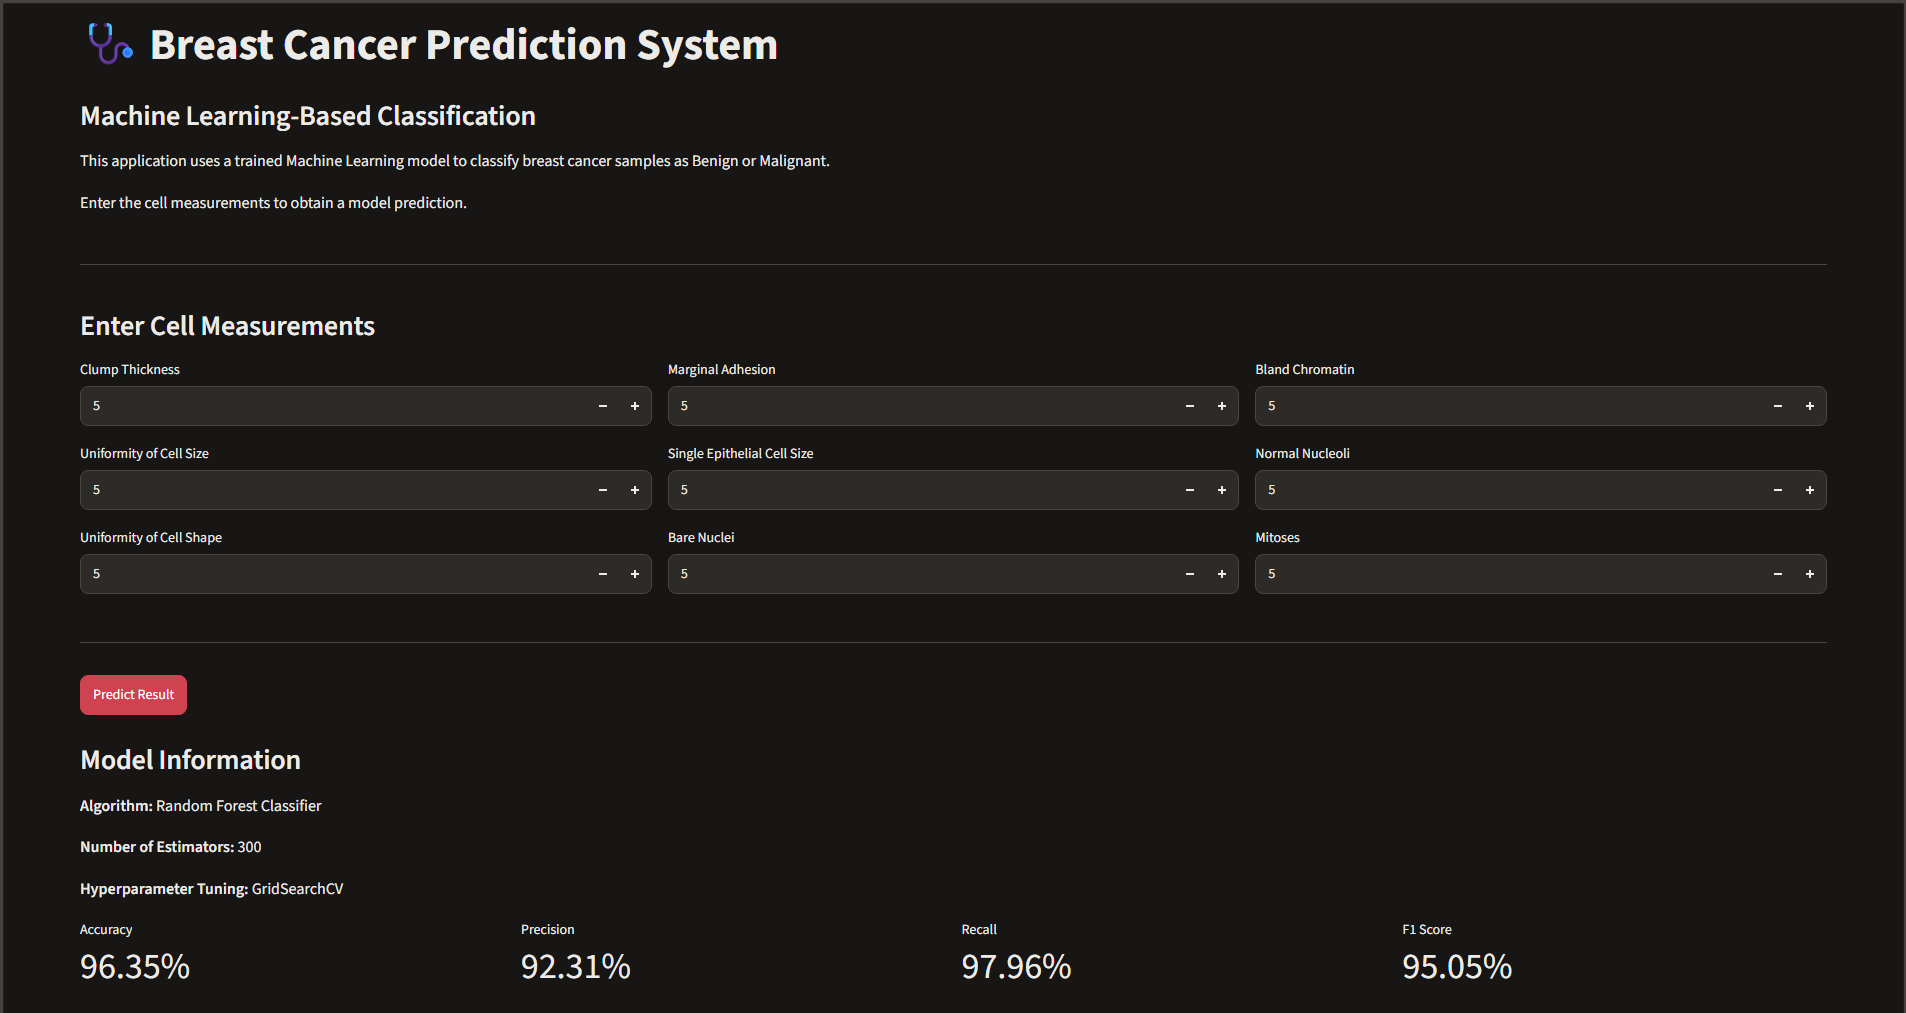 Breast Cancer Prediction System
Machine Learning-Based Classification
This application uses a trained Machine Learning model to classify breast cancer samples as Benign or Malignant.
Enter the cell measurements to obtain a model prediction.
Enter Cell Measurements
Clump Thickness
5
Uniformity of Cell Size
5
Uniformity of Cell Shape
5
Marginal Adhesion
5
Single Epithelial Cell Size
5
Bare Nuclei
5
Bland Chromatin
5
Normal Nucleoli
5
Mitoses
5
Predict Result
Model Information
Algorithm: Random Forest Classifier
Number of Estimators: 300
Hyperparameter Tuning: GridSearchCV
Accuracy
96.35%
Precision
92.31%
Recall
97.96%
F1 Score
95.05%